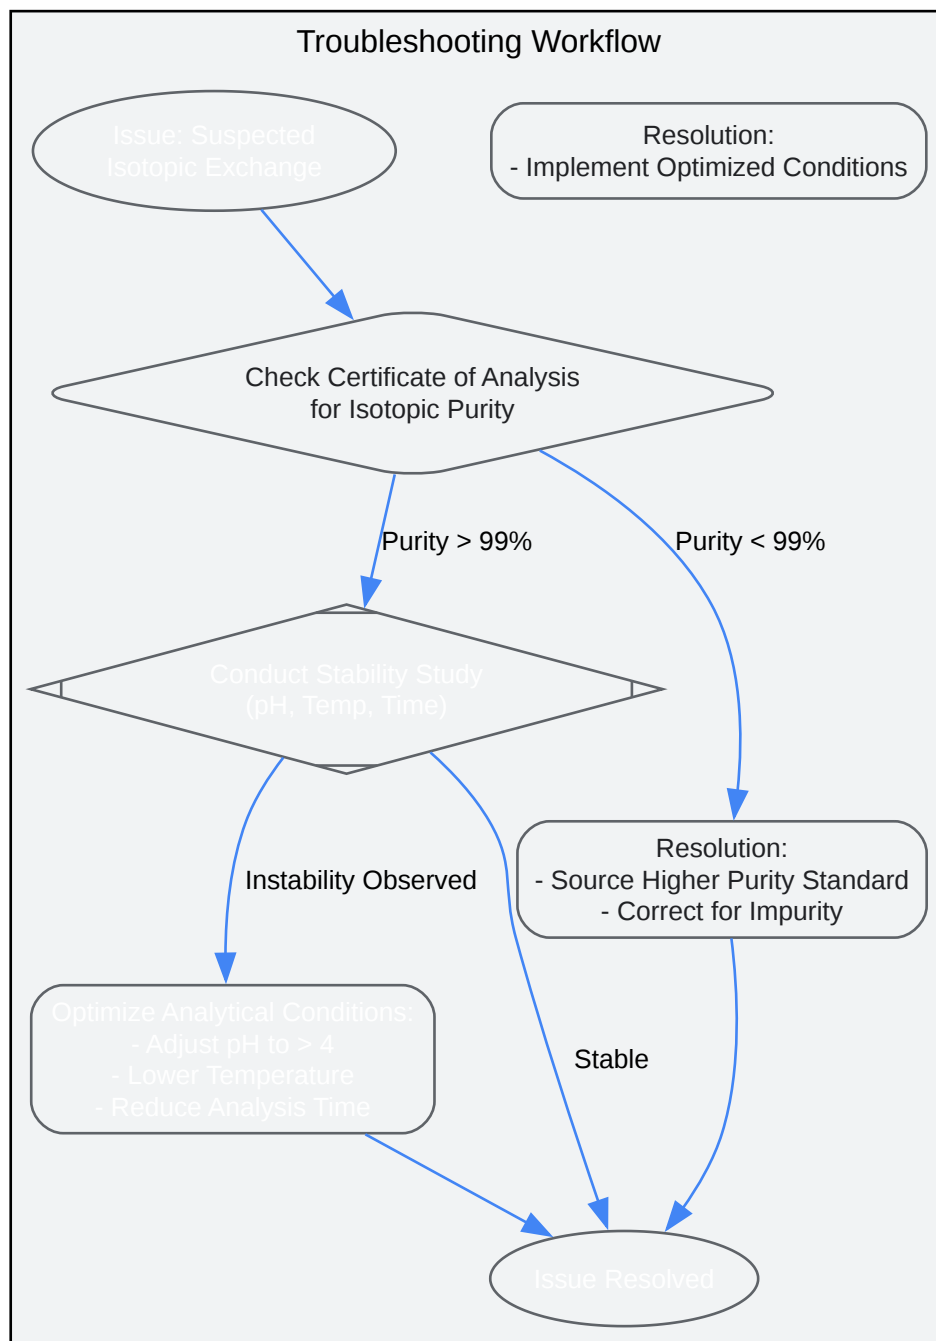 Troubleshooting Workflow
Issue: Suspected
Isotopic Exchange
Resolution:
- Implement Optimized Conditions
Check Certificate of Analysis
for Isotopic Purity
Purity > 99%
Purity < 99%
Conduct Stability Study
(pH, Temp, Time)
Resolution:
- Source Higher Purity Standard
- Correct for Impurity
Instability Observed
Optimize Analytical Conditions:
- Adjust pH to > 4
- Lower Temperature
- Reduce Analysis Time
Stable
Issue Resolved